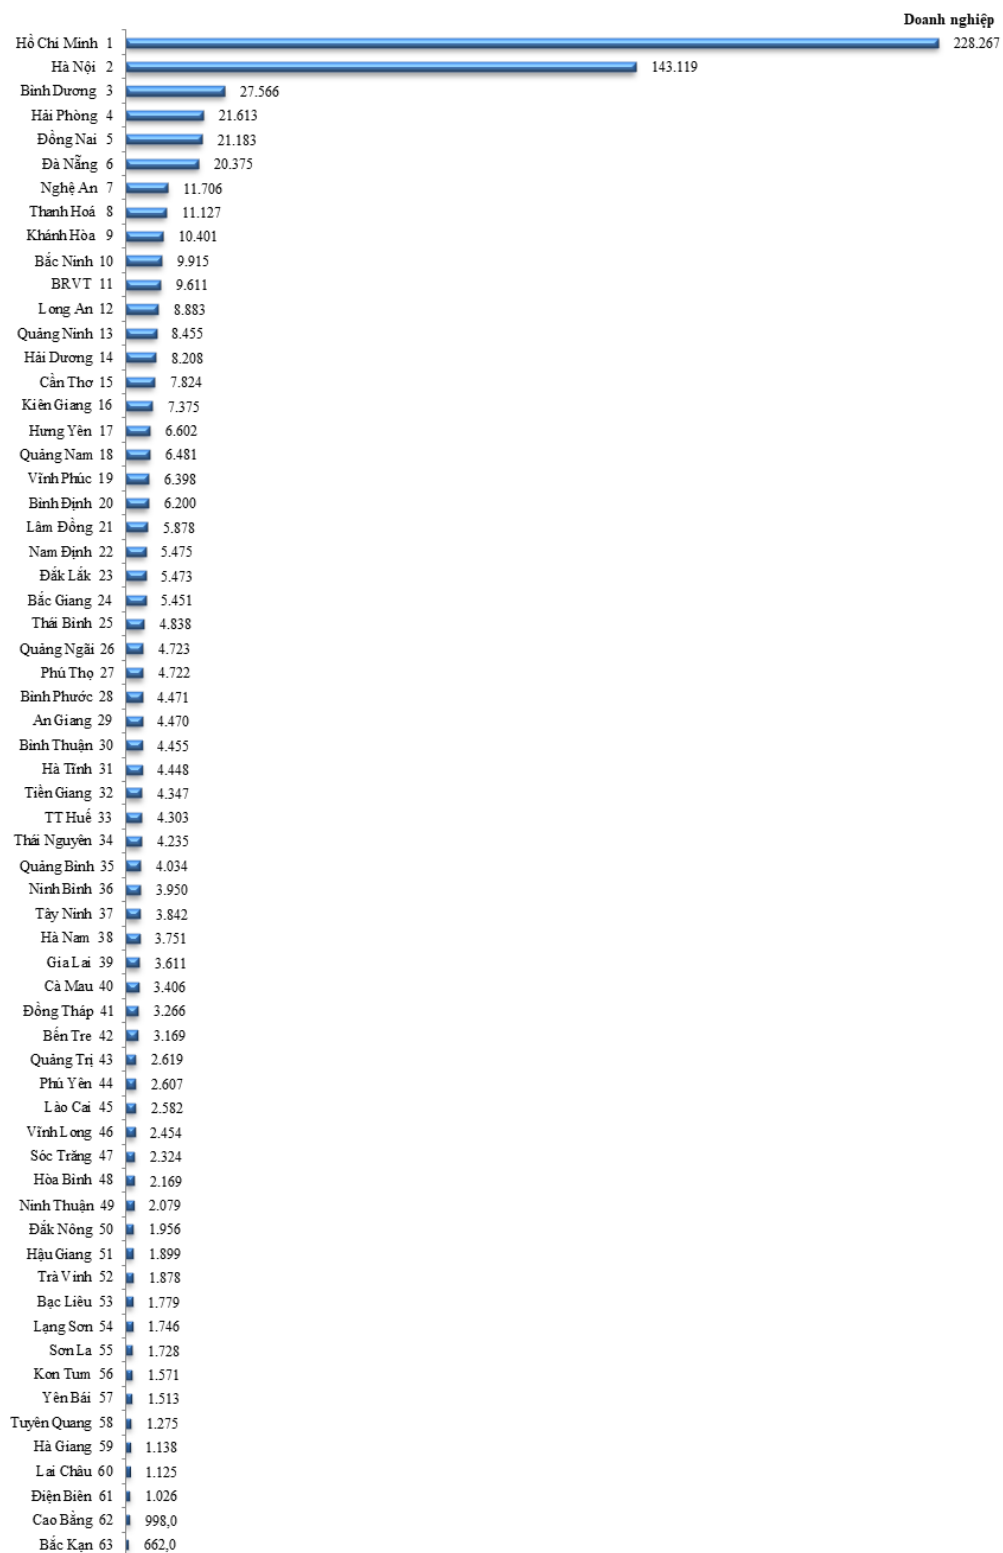 Doanh nghiệp
Hồ Chí Minh 1 228.267
Hà Nội 2 143.119
Bình Dương 3 27.566
Hải Phòng 4 21.613
Đồng Nai 5 21.183
Đà Nẵng 6 20.375
Nghệ An 7 11.706
Thanh Hoá 8 11.127
Khánh Hòa 9 10.401
Bắc Ninh 10 9.915
BRVT 11 9.611
Long An 12 8.883
Quảng Ninh 13 8.455
Hải Dương 14 8.208
Cần Thơ 15 7.824
Kiên Giang 16 7.375
Hưng Yên 17 6.602
Quảng Nam 18 6.481
Vĩnh Phúc 19 6.398
Bình Định 20 6.200
Lâm Đồng 21 5.878
Nam Định 22 5.475
Đắk Lắk 23 5.473
Bắc Giang 24 5.451
Thái Bình 25 4.838
Quảng Ngãi 26 4.723
Phú Thọ 27 4.722
Bình Phước 28 4.471
An Giang 29 4.470
Bình Thuận 30 4.455
Hà Tĩnh 31 4.448
Tiền Giang 32 4.347
TT Huế 33 4.303
Thái Nguyên 34 4.235
Quảng Bình 35 4.034
Ninh Bình 36 3.950
Tây Ninh 37 3.842
Hà Nam 38 3.751
Gia Lai 39 3.611
Cà Mau 40 3.406
Đồng Tháp 41 3.266
Bến Tre 42 3.169
Quảng Trị 43 2.619
Phú Yên 44 2.607
Lào Cai 45 2.582
Vĩnh Long 46 2.454
Sóc Trăng 47 2.324
Hòa Bình 48 2.169
Ninh Thuận 49 2.079
Đắk Nông 50 1.956
Hậu Giang 51 1.899
Trà Vinh 52 1.878
Bạc Liêu 53 1.779
Lạng Sơn 54 1.746
Sơn La 55 1.728
Kon Tum 56 1.571
Yên Bái 57 1.513
Tuyên Quang 58 1.275
Hà Giang 59 1.138
Lai Châu 60 1.125
Điện Biên 61 1.026
Cao Bằng 62 998,0
Bắc Kạn 63 662,0